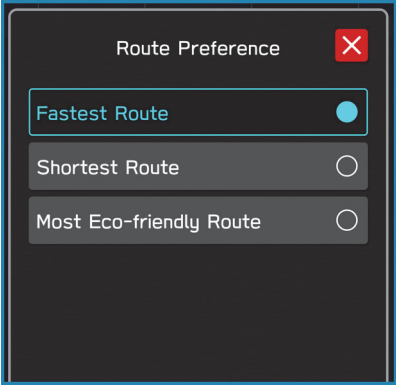 Route Preference
Fastest Route
Shortest Route
Most Eco-friendly Route